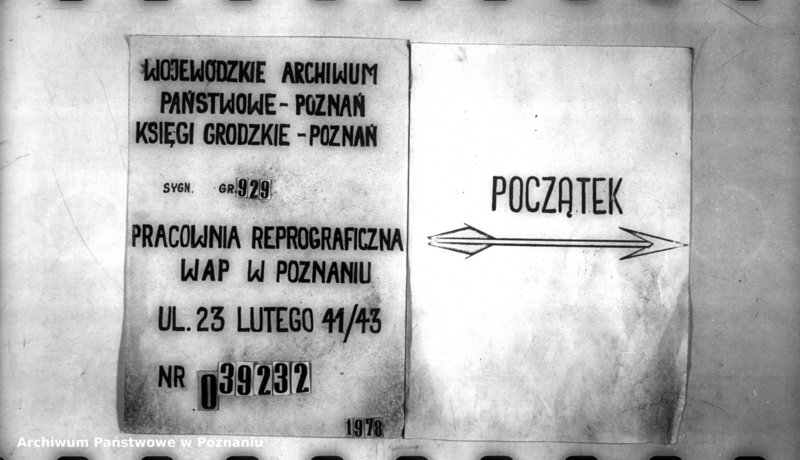 WOJEWÓDZKIE ARCHIWUM
PAŃSTWOWE - POZNAŃ
KSIĘGI GRODZKIE - POZNAŃ
SYGN. GR. 929
PRACOWNIA REPROGRAFICZNA
WAP W POZNANIU
UL. 23 LUTEGO 41/43
NR 039232
1978
POCZĄTEK
Archiwum Państwowe w Poznaniu